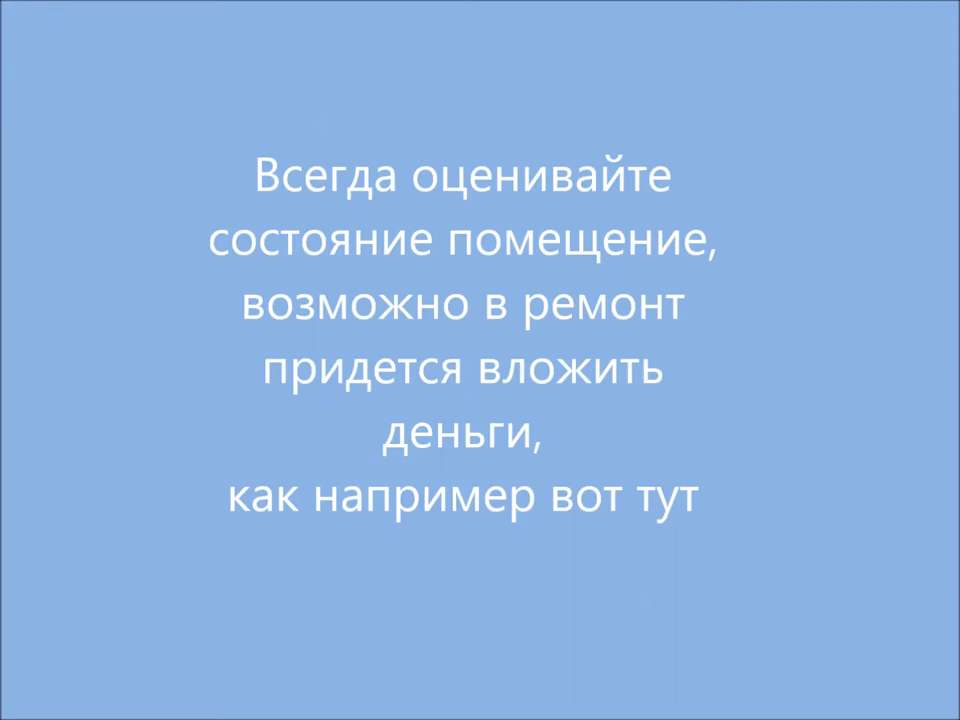 Всегда оценивайте
состояние помещение,
возможно в ремонт
придется вложить
деньги,
как например вот тут